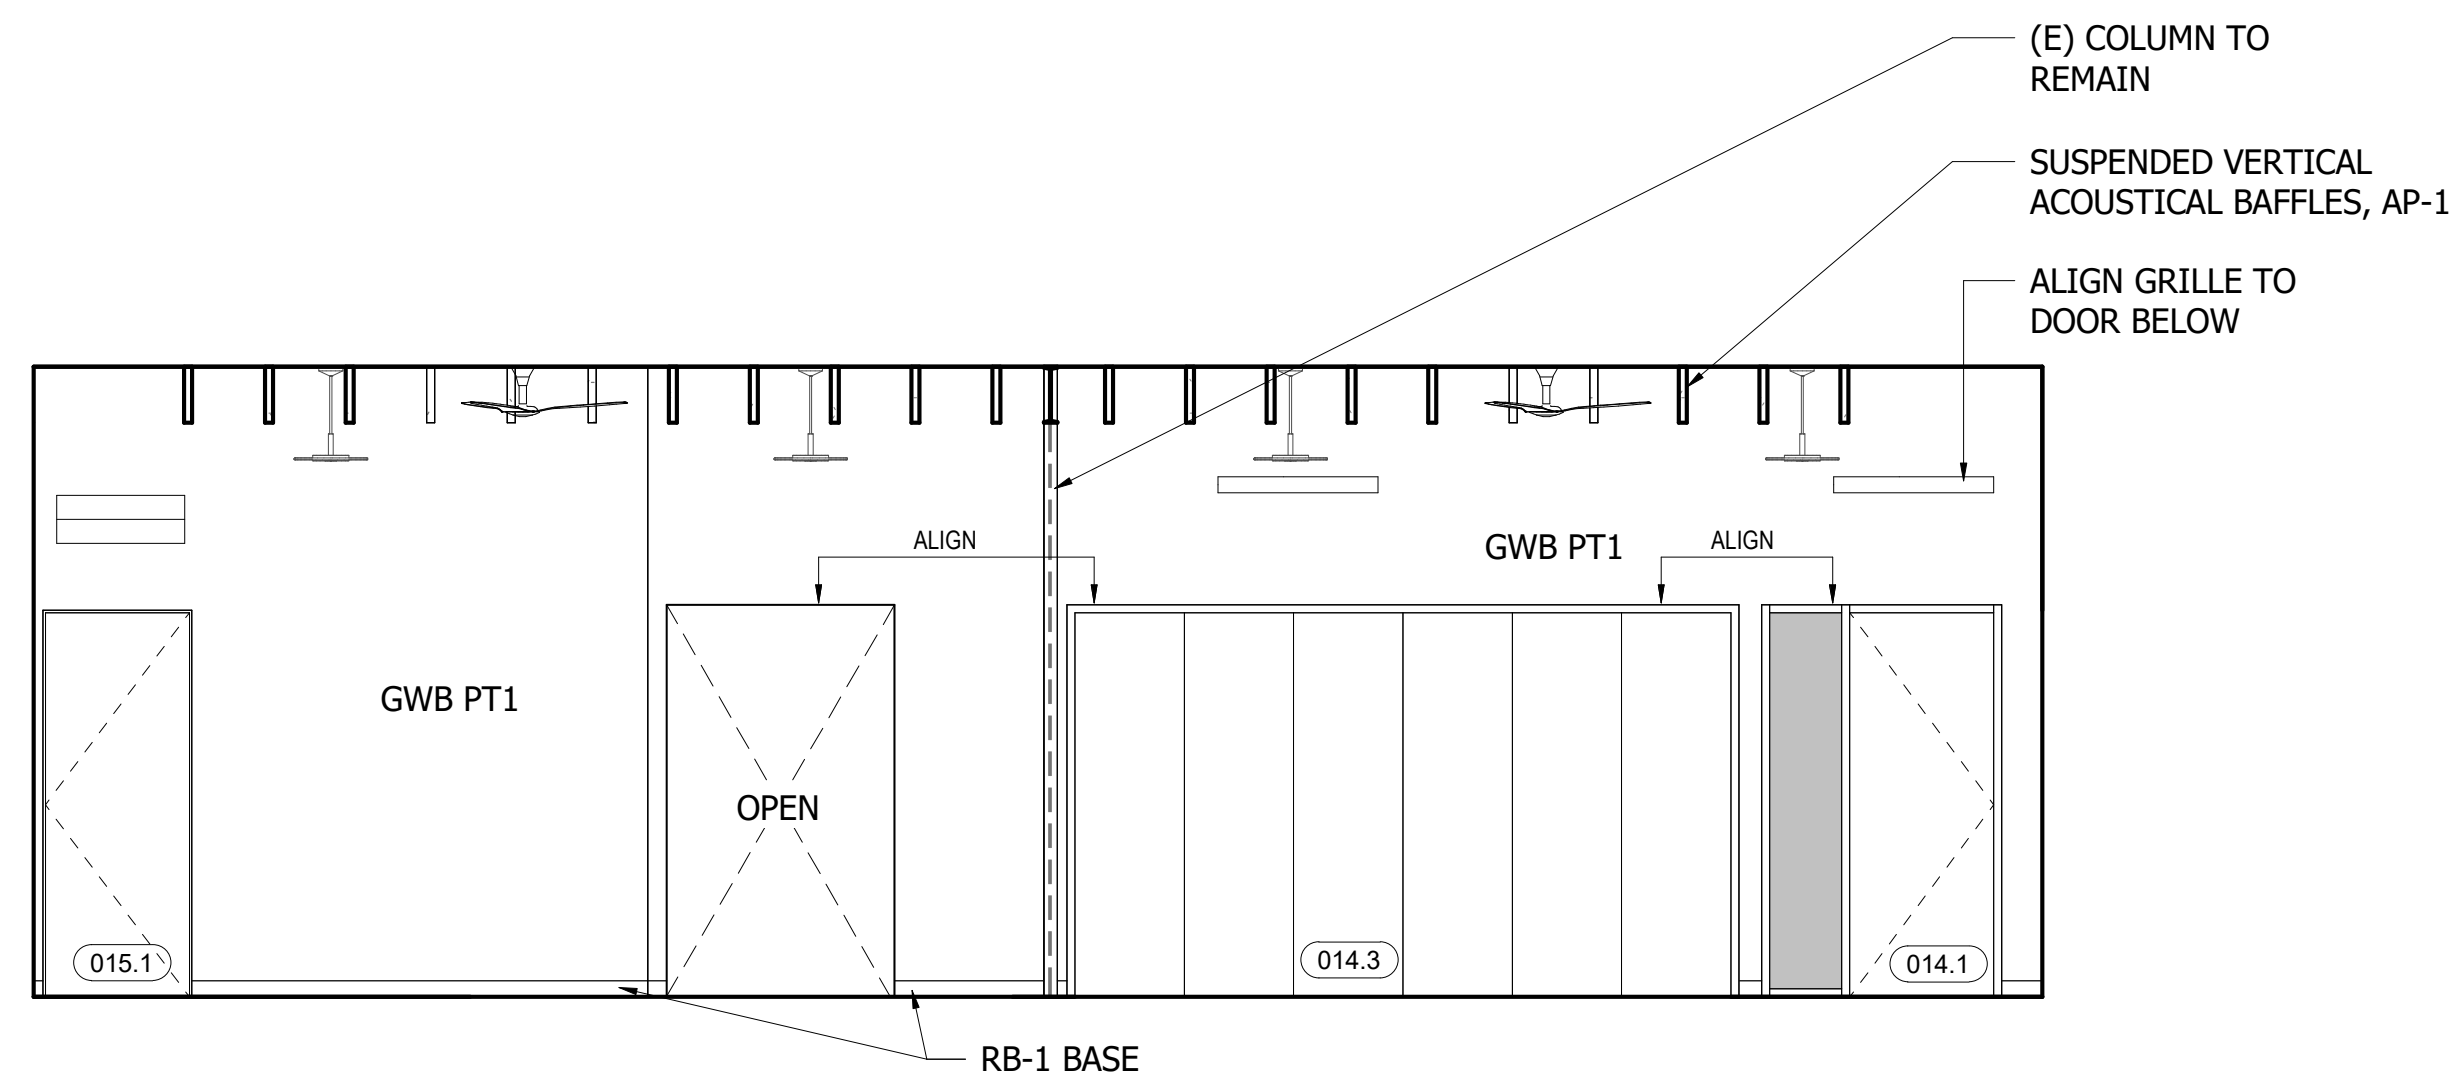 (E) COLUMN TO
REMAIN
SUSPENDED VERTICAL
ACOUSTICAL BAFFLES, AP-1
ALIGN GRILLE TO
DOOR BELOW
ALIGN
GWB PT1
ALIGN
GWB PT1
OPEN
015.1
014.3
014.1
RB-1 BASE